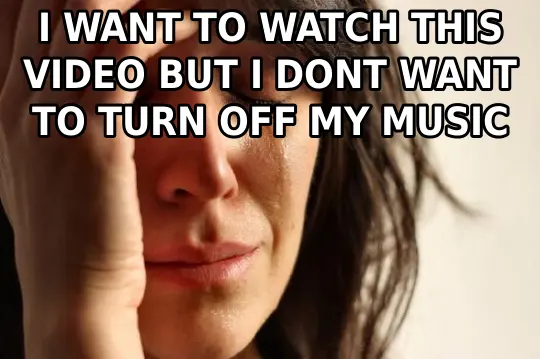 I WANT TO WATCH THIS
VIDEO BUT I DONT WANT
TO TURN OFF MY MUSIC